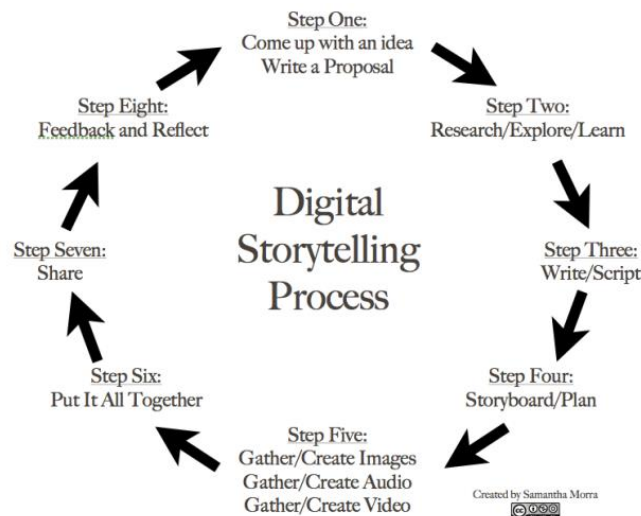 Step One:
Come up with an idea
Write a Proposal
Step Two:
Research/Explore/Learn
Step Three:
Write/Script
Step Four:
Storyboard/Plan
Step Five:
Gather/Create Images
Gather/Create Audio
Gather/Create Video
Step Six:
Put It All Together
Step Seven:
Share
Step Eight:
Feedback and Reflect
Digital
Storytelling
Process
Created by Samantha Morra